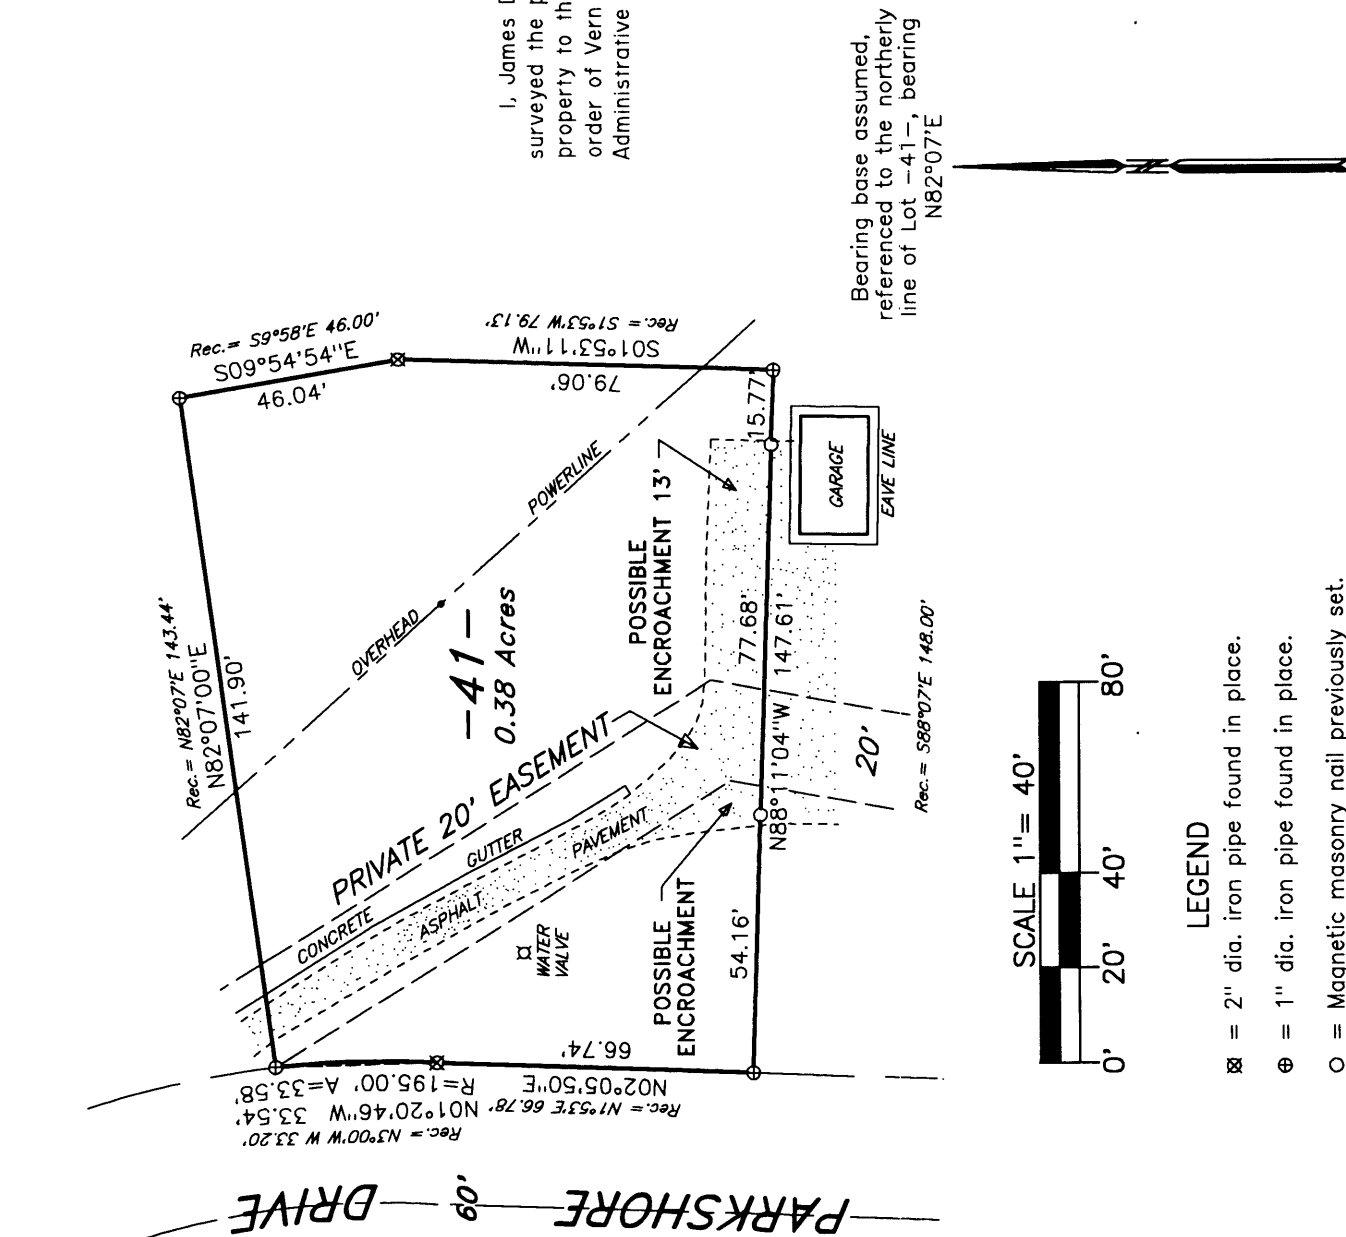 I, James
surveyed the
property to th
order of Vern
Administrative
Bearing base assumed,
referenced to the northerly
line of Lot -41-, bearing
N82°07'E
Rec.= S9°58'E 46.00'
S09°54'54"E
46.04'
Rec.= S1°53'W 79.13'
S01°53'11"W
79.06'
15.77'
GARAGE
EAVE LINE
POSSIBLE
ENCROACHMENT 13'
OVERHEAD
POWERLINE
Rec.= N82°07'E 143.44'
N82°07'00"E
141.90'
-41-
0.38 Acres
77.68'
147.61'
N88°11'04"W
Rec.= S88°07'E 148.00'
20'
PRIVATE 20' EASEMENT
CONCRETE
GUTTER
ASPHALT
PAVEMENT
WATER
VALVE
POSSIBLE
ENCROACHMENT
54.16'
66.74'
N02°05'50"E
Rec.= N1°53'E 66.78'
R=195.00' A=33.58'
N01°20'46"W 33.54'
Rec.= N3°00'W 33.20'
PARKSHORE
60'
DRIVE
N
SCALE 1"= 40'
0'
20'
40'
80'
LEGEND
= 2" dia. iron pipe found in place.
= 1" dia. iron pipe found in place.
= Magnetic masonry nail previously set.